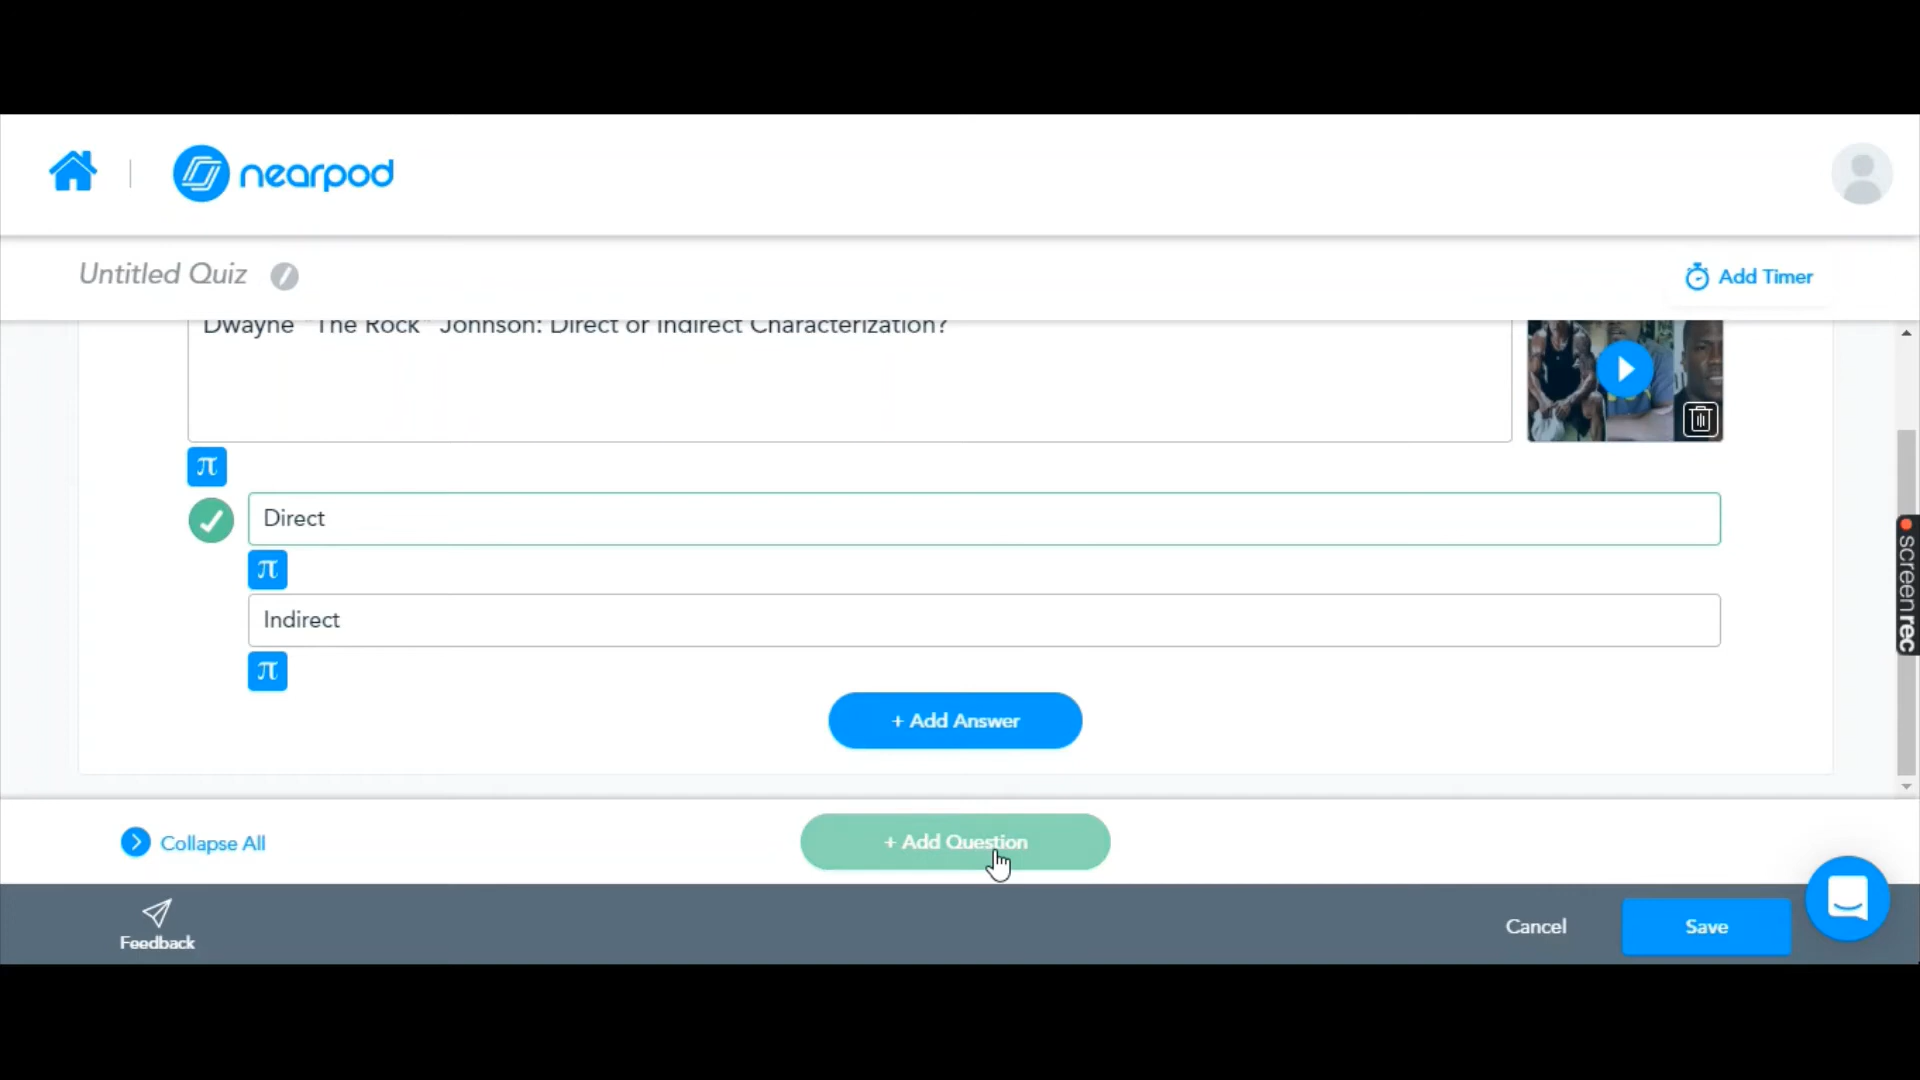 nearpod
Untitled Quiz
Add Timer
Dwayne "The Rock" Johnson: Direct or Indirect Characterization?
π
Direct
π
Indirect
π
+ Add Answer
Collapse All
+ Add Question
Feedback
Cancel
Save
screenrec